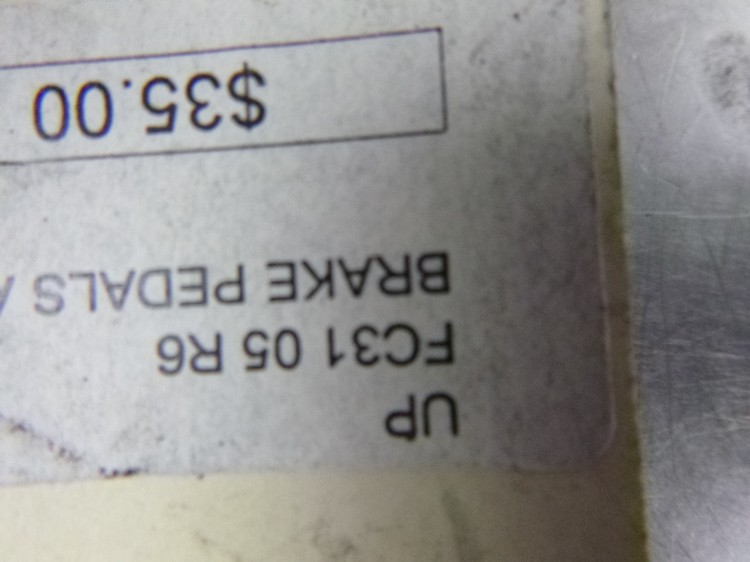 UP
FC31 05 R6
BRAKE PEDALS
$35.00